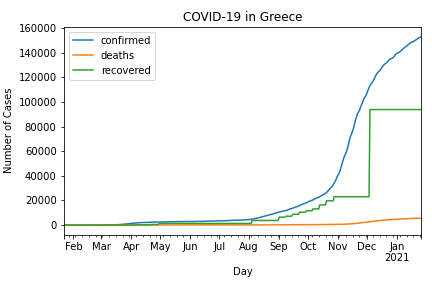 COVID-19 in Greece
confirmed
deaths
recovered
Number of Cases
160000
140000
120000
100000
80000
60000
40000
20000
0
Feb Mar Apr May Jun Jul Aug Sep Oct Nov Dec Jan
2021
Day